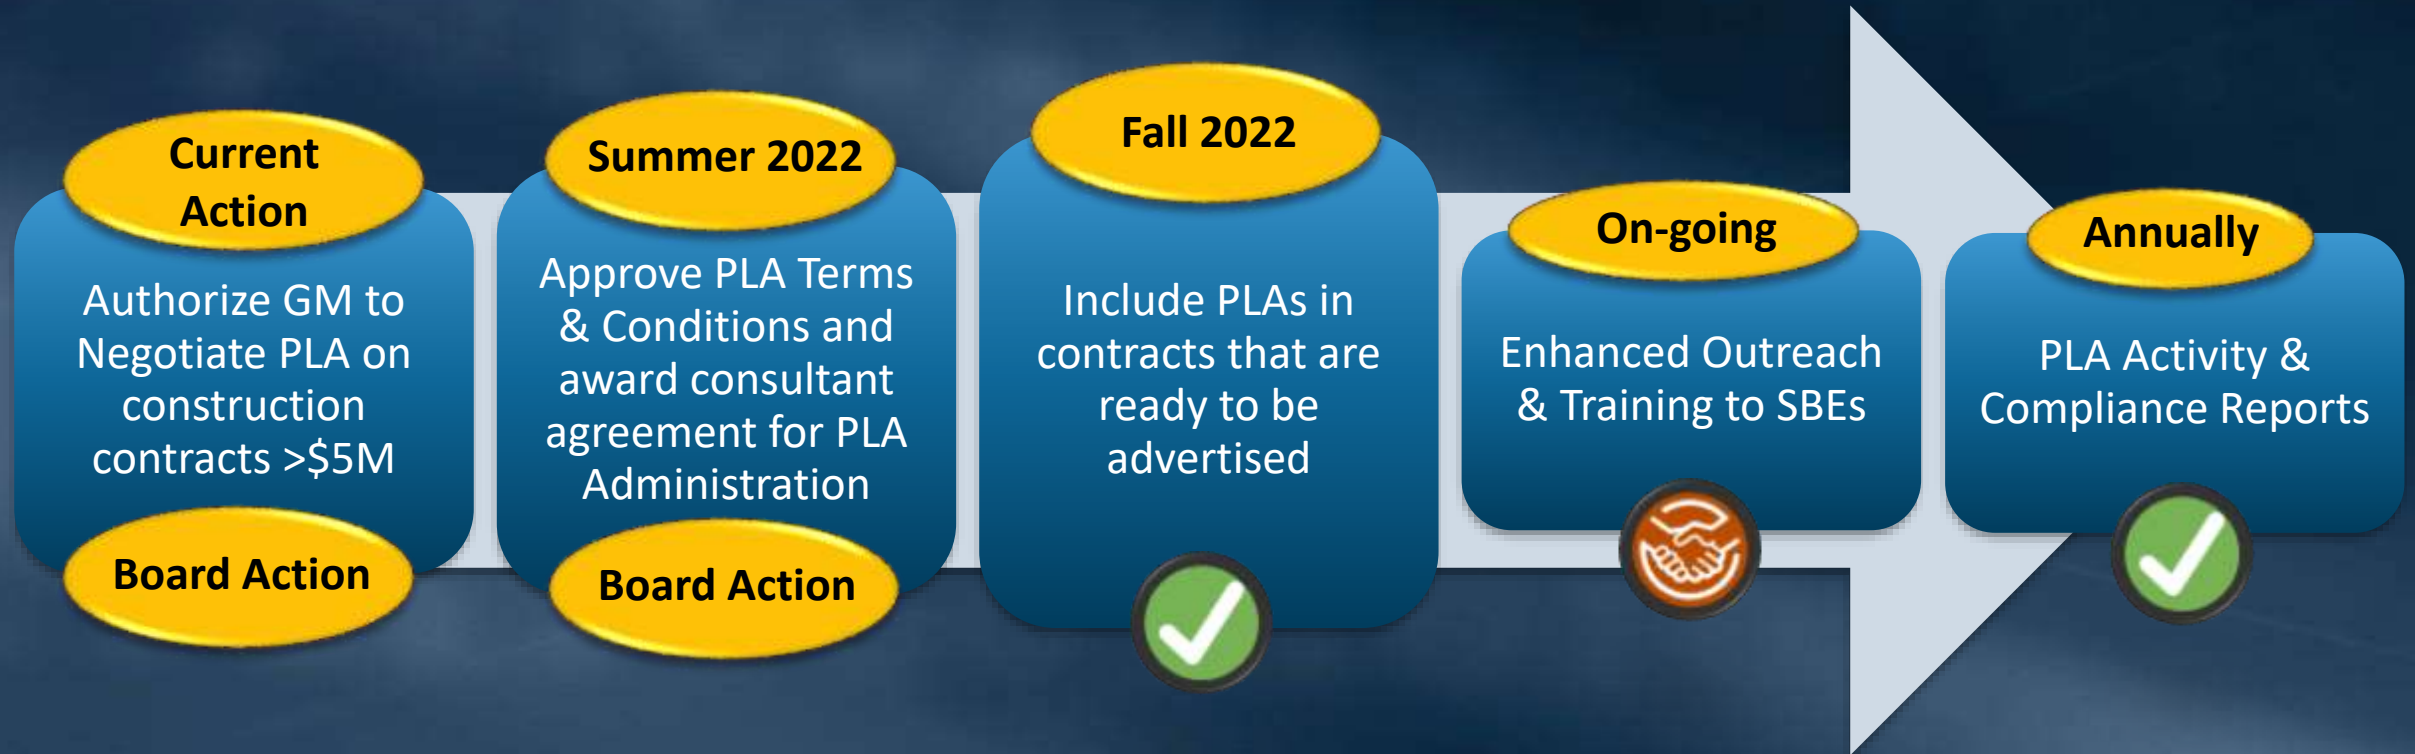 Current
Action
Authorize GM to
Negotiate PLA on
construction
contracts >$5M
Board Action
Summer 2022
Approve PLA Terms
& Conditions and
award consultant
agreement for PLA
Administration
Board Action
Fall 2022
Include PLAs in
contracts that are
ready to be
advertised
On-going
Enhanced Outreach
& Training to SBEs
Annually
PLA Activity &
Compliance Reports